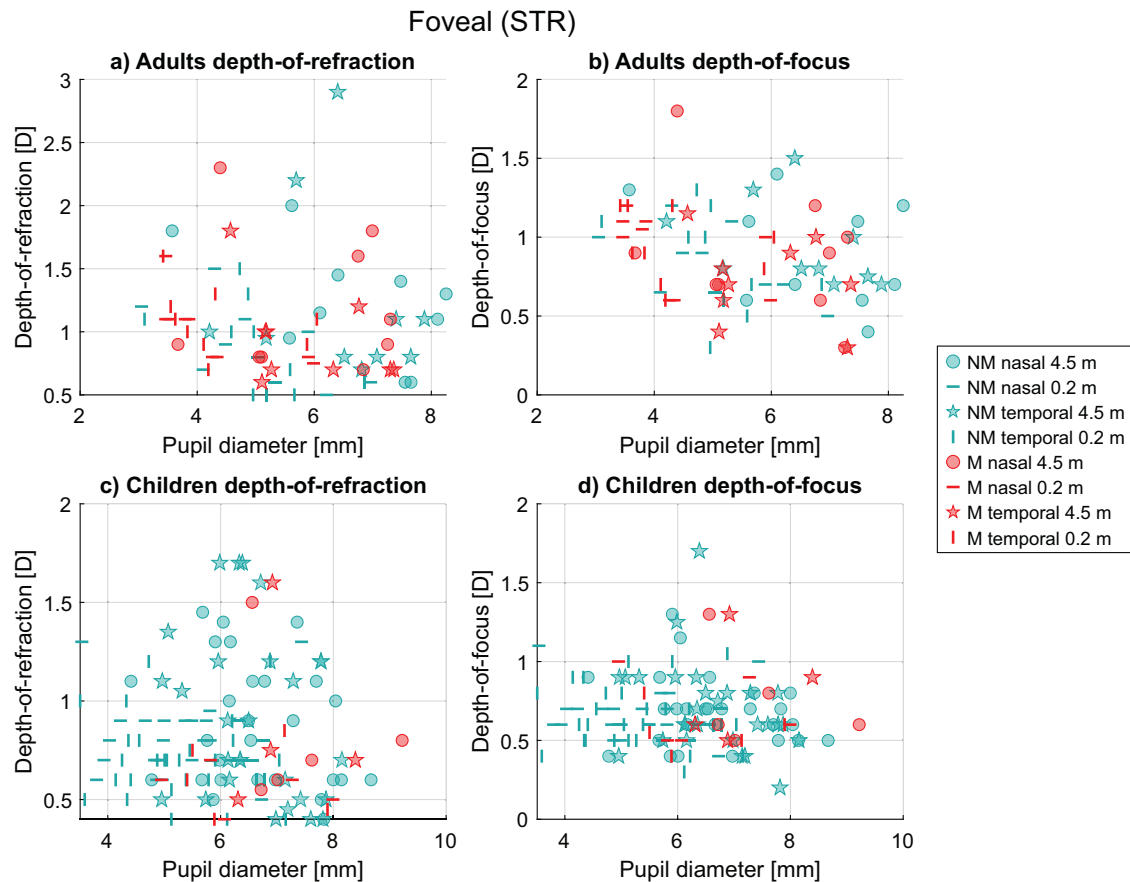 Foveal (STR)
a) Adults depth-of-refraction
3
2.5
2
1.5
1
0.5
Depth-of-refraction [D]
2
4
6
8
Pupil diameter [mm]
b) Adults depth-of-focus
2
1.5
1
0.5
0
Depth-of-focus [D]
2
4
6
8
Pupil diameter [mm]
c) Children depth-of-refraction
2
1.5
1
0.5
Depth-of-refraction [D]
4
6
8
10
Pupil diameter [mm]
d) Children depth-of-focus
2
1.5
1
0.5
0
Depth-of-focus [D]
4
6
8
10
Pupil diameter [mm]
NM nasal 4.5 m
NM nasal 0.2 m
NM temporal 4.5 m
NM temporal 0.2 m
M nasal 4.5 m
M nasal 0.2 m
M temporal 4.5 m
M temporal 0.2 m